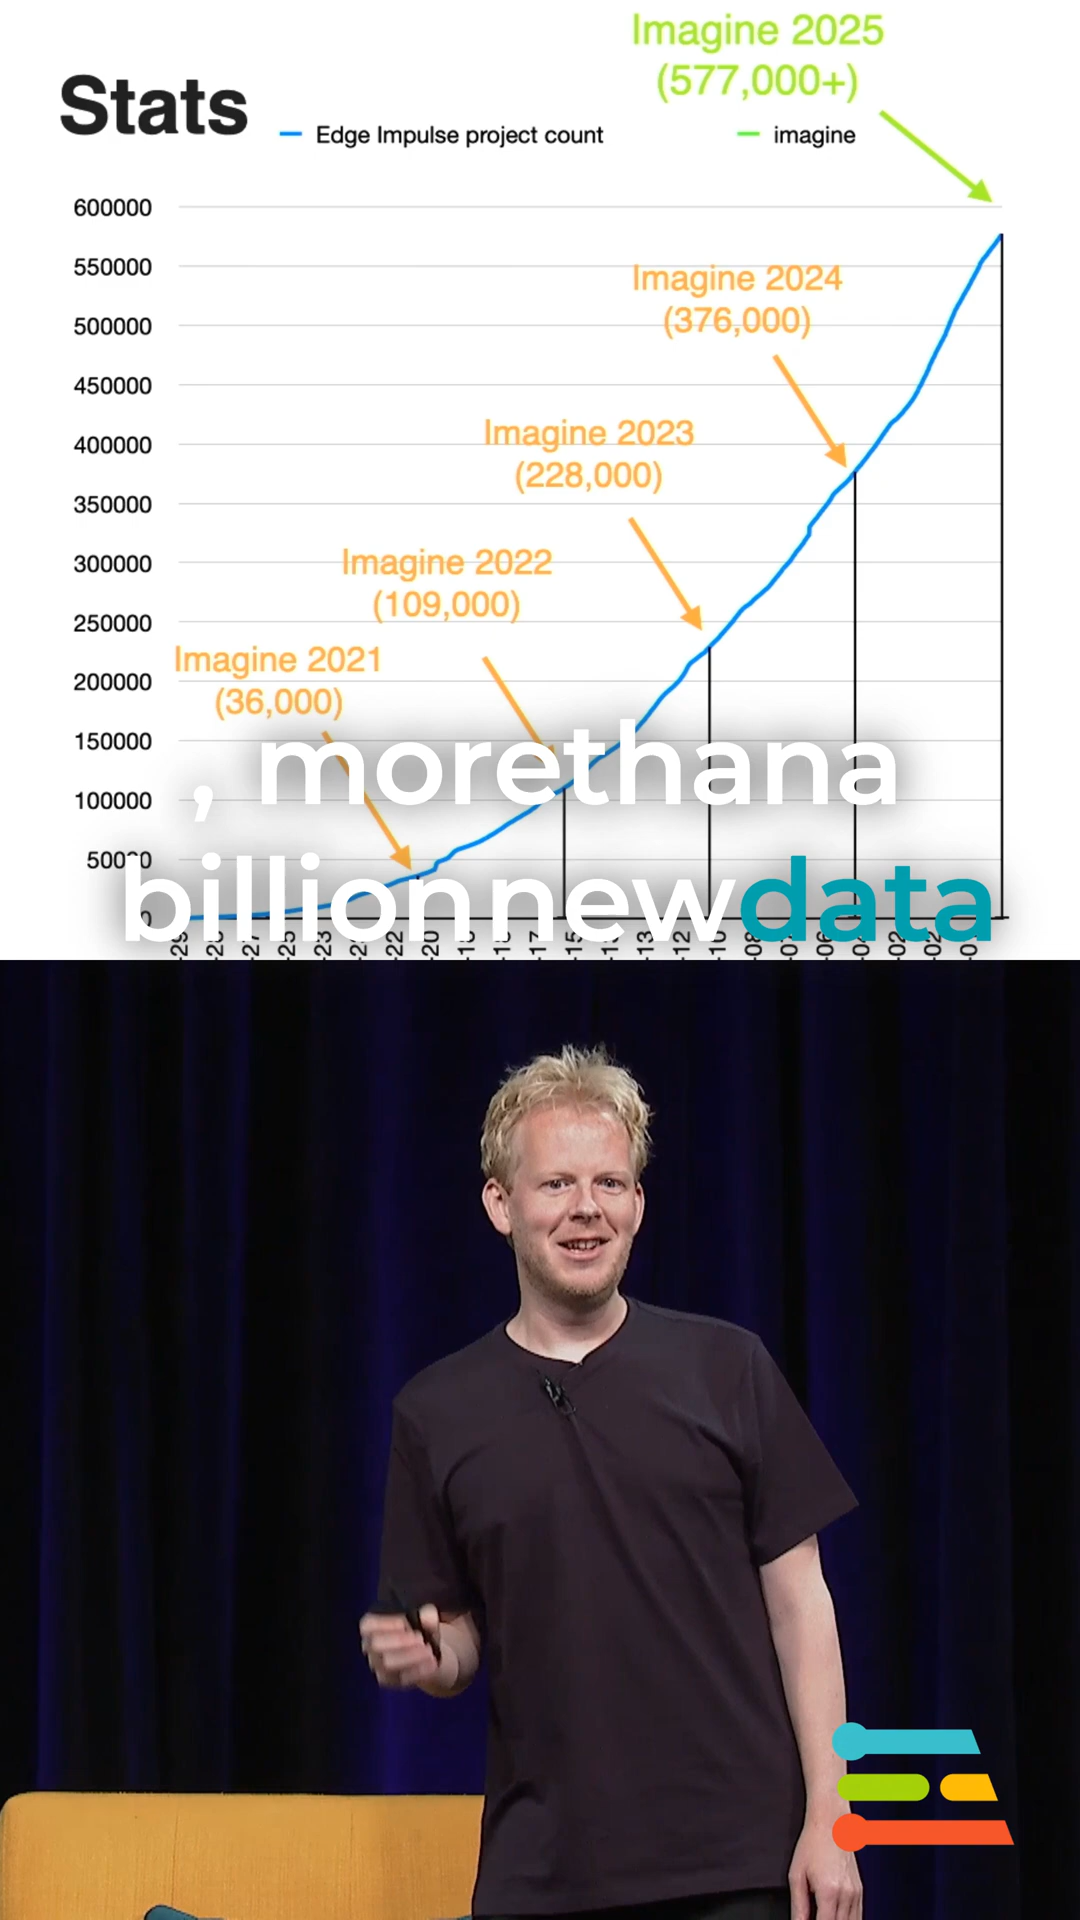 Imagine 2025
(577,000+)
Stats
Edge Impulse project count
imagine
600000
550000
Imagine 2024
(376,000)
500000
450000
Imagine 2023
(228,000)
400000
350000
Imagine 2022
(109,000)
300000
250000
Imagine 2021
(36,000)
200000
150000
, morethana
100000
billionnewdata
0